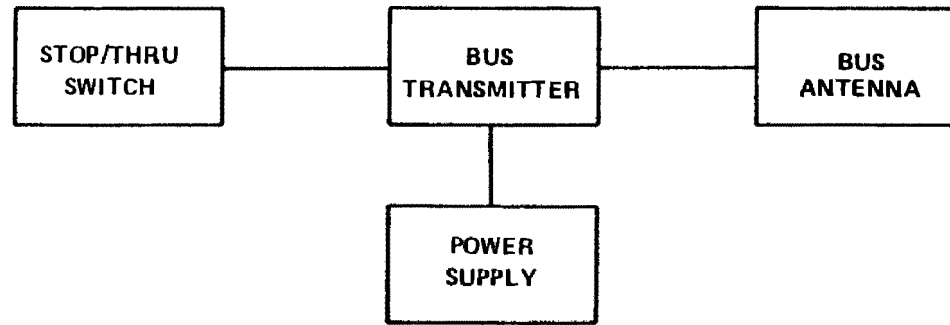 STOP/THRU
SWITCH
BUS
TRANSMITTER
BUS
ANTENNA
POWER
SUPPLY